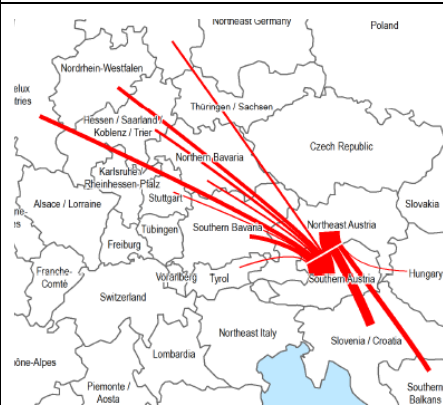 Northeast Germany
Poland
Nordrhein-Westfalen
elux
tries
Thüringen / Sachsen
Hessen / Saarland /
Koblenz / Trier
Northern Bavaria
Czech Republic
Karlsruhe /
Rheinhessen-Pfalz
Stuttgart
Alsace / Lorraine
Slovakia
Northeast Austria
Tübingen
Southern Bavaria
Freiburg
Franche-
Comté
Vorarlberg
Tyrol
Southern Austria
Hungary
Switzerland
Northeast Italy
Slovenia / Croatia
Lombardia
ône-Alpes
Piemonte /
Aosta
Southern
Balkans